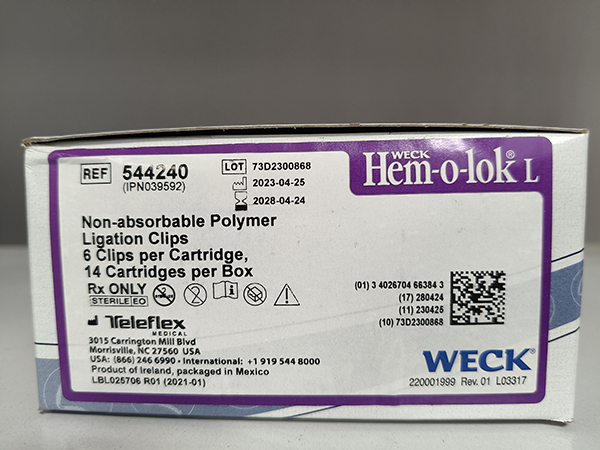 REF 544240
(IPN039592)
LOT 73D2300868
2023-04-25
2028-04-24
WECK
Hem-o-lok® L
Non-absorbable Polymer
Ligation Clips
6 Clips per Cartridge,
14 Cartridges per Box
Rx ONLY
STERILE EO
Teleflex
MEDICAL
3015 Carrington Mill Blvd
Morrisville, NC 27560 USA
USA: (866) 246 6990 • International: +1 919 544 8000
Product of Ireland, packaged in Mexico
LBL025706 R01 (2021-01)
(01) 3 4026704 66384 3
(17) 280424
(11) 230425
(10) 73D2300868
WECK®
220001999 Rev. 01 L03317